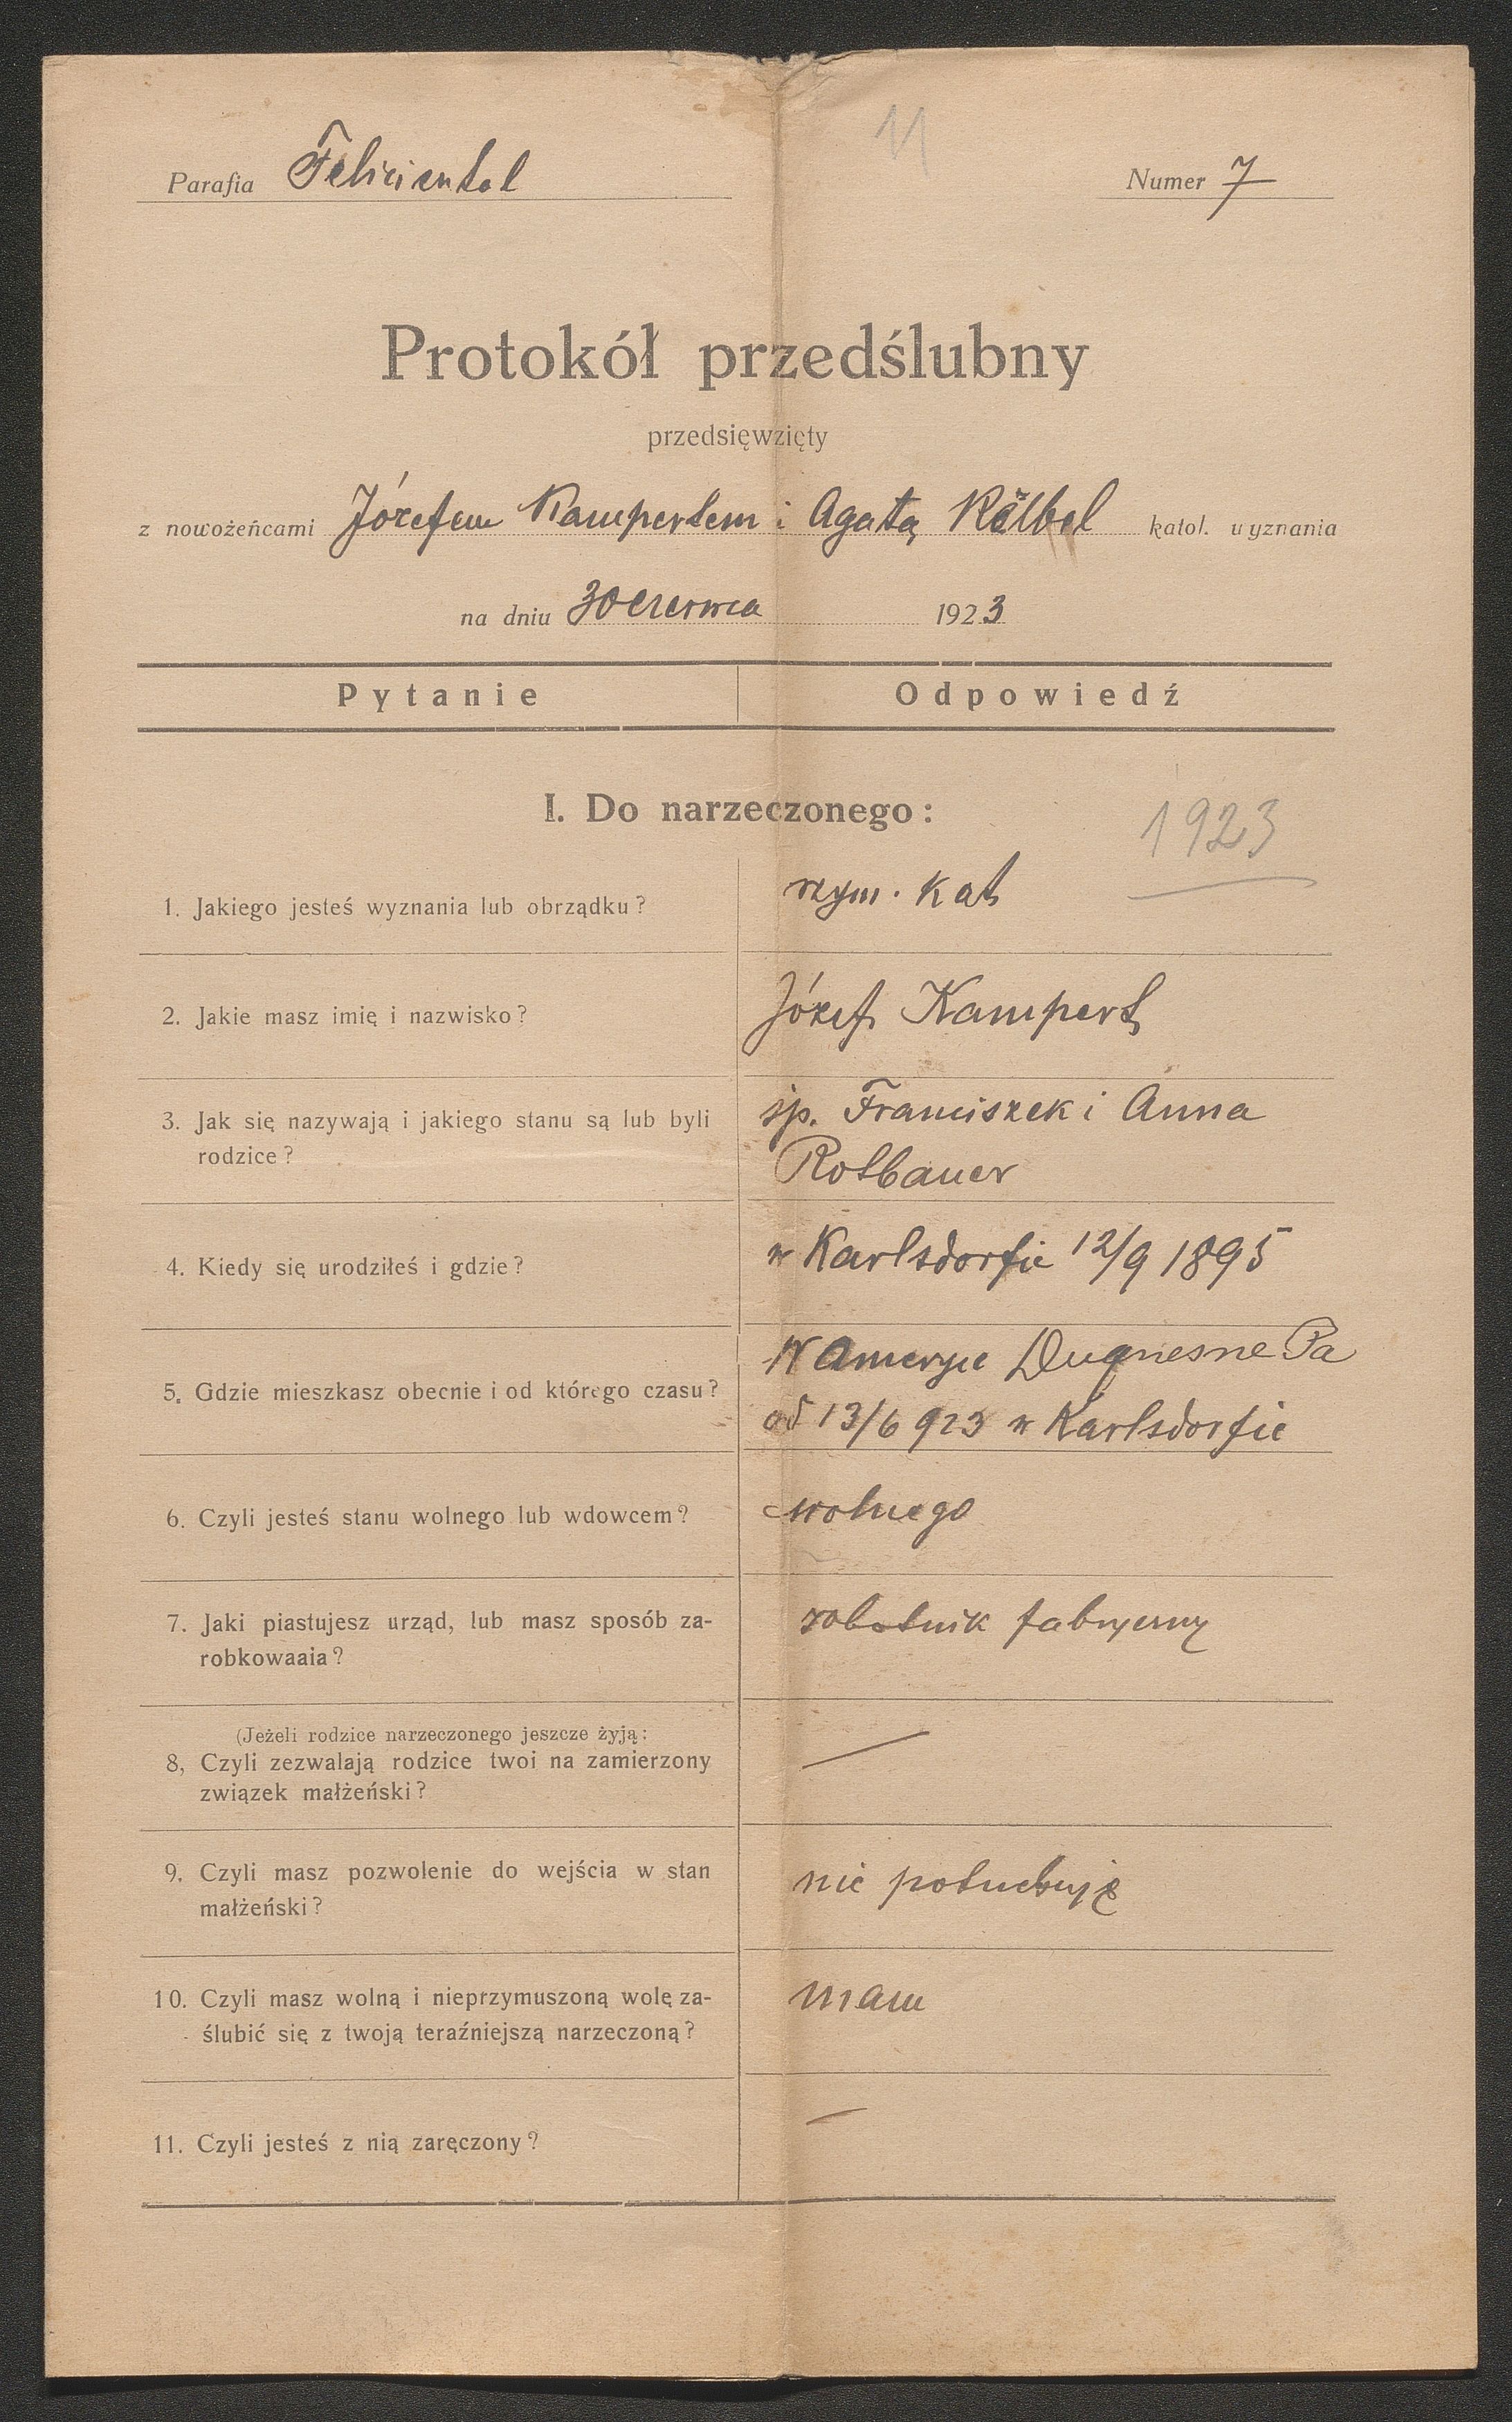 11
Parafia Feliciental
Numer 7
Protokół przedślubny
przedsięwzięty
z nowożeńcami Józefem Kampertem i Agatą Kölbel katol. wyznania
na dniu 30 czerwca 1923
Pytanie Odpowiedź
I. Do narzeczonego:
1923
1. Jakiego jesteś wyznania lub obrządku? rzym. kat
2. Jakie masz imię i nazwisko? Józef Kampert
3. Jak się nazywają i jakiego stanu są lub byli
rodzice?
śp. Franciszek i Anna
Rotbauer
4. Kiedy się urodziłeś i gdzie? w Karlsdorfie 12/9 1895
5. Gdzie mieszkasz obecnie i od którego czasu?
W Ameryce Duqnesne Pa
od 13/6 923 w Karlsdorfie
6. Czyli jesteś stanu wolnego lub wdowcem? wolnego
7. Jaki piastujesz urząd, lub masz sposób za-
robkowaaia?
robotnik fabryczny
(Jeżeli rodzice narzeczonego jeszcze żyją:
8, Czyli zezwalają rodzice twoi na zamierzony
związek małżeński?
—
9. Czyli masz pozwolenie do wejścia w stan
małżeński?
nie potrzebuję
10. Czyli masz wolną i nieprzymuszoną wolę za-
ślubić się z twoją teraźniejszą narzeczoną?
mam
11. Czyli jesteś z nią zaręczony? —